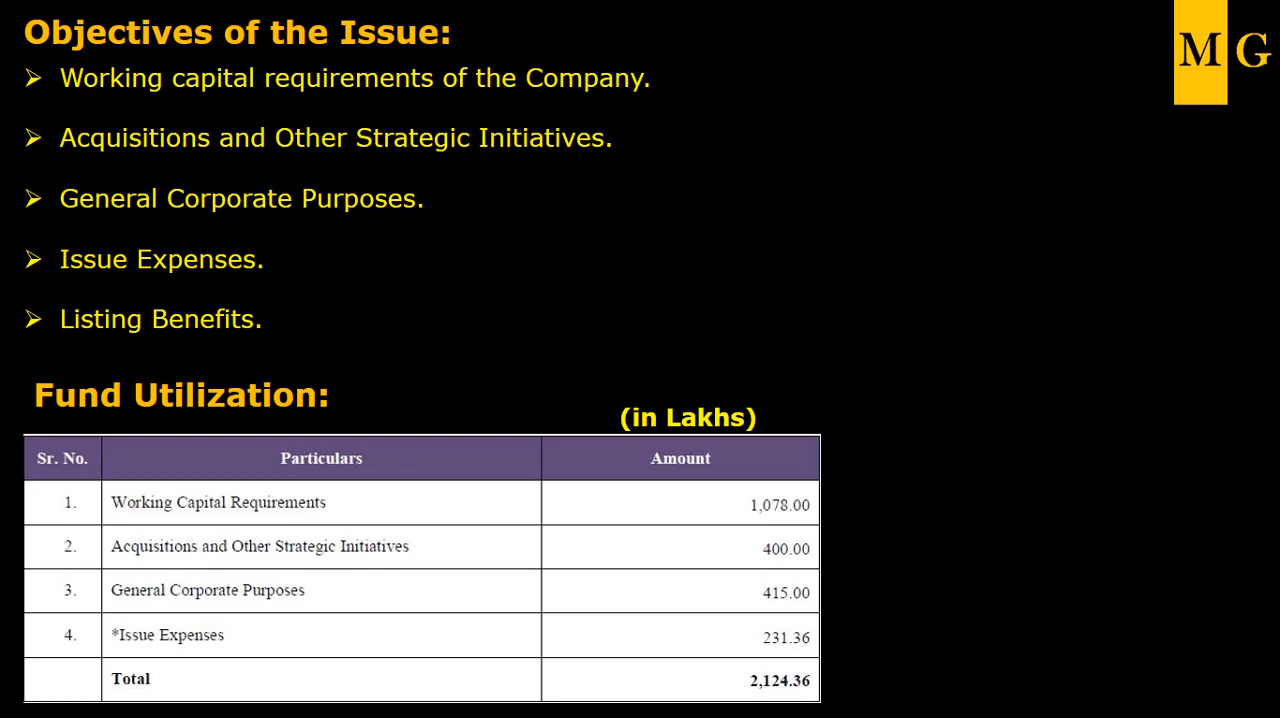 Objectives of the Issue:
M G
➢ Working capital requirements of the Company.
➢ Acquisitions and Other Strategic Initiatives.
➢ General Corporate Purposes.
➢ Issue Expenses.
➢ Listing Benefits.
Fund Utilization:
(in Lakhs)
Sr. No. Particulars Amount
1. Working Capital Requirements 1,078.00
2. Acquisitions and Other Strategic Initiatives 400.00
3. General Corporate Purposes 415.00
4. *Issue Expenses 231.36
Total 2,124.36